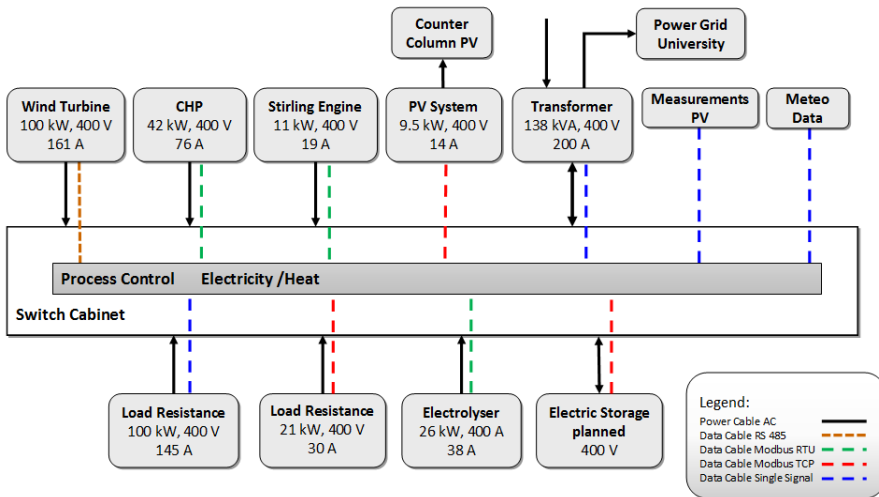 Counter
Column PV
Power Grid
University
Wind Turbine
100 kW, 400 V
161 A
CHP
42 kW, 400 V
76 A
Stirling Engine
11 kW, 400 V
19 A
PV System
9.5 kW, 400 V
14 A
Transformer
138 kVA, 400 V
200 A
Measurements
PV
Meteo
Data
Process Control Electricity /Heat
Switch Cabinet
Load Resistance
100 kW, 400 V
145 A
Load Resistance
21 kW, 400 V
30 A
Electrolyser
26 kW, 400 A
38 A
Electric Storage
planned
400 V
Legend:
Power Cable AC
Data Cable RS 485
Data Cable Modbus RTU
Data Cable Modbus TCP
Data Cable Single Signal